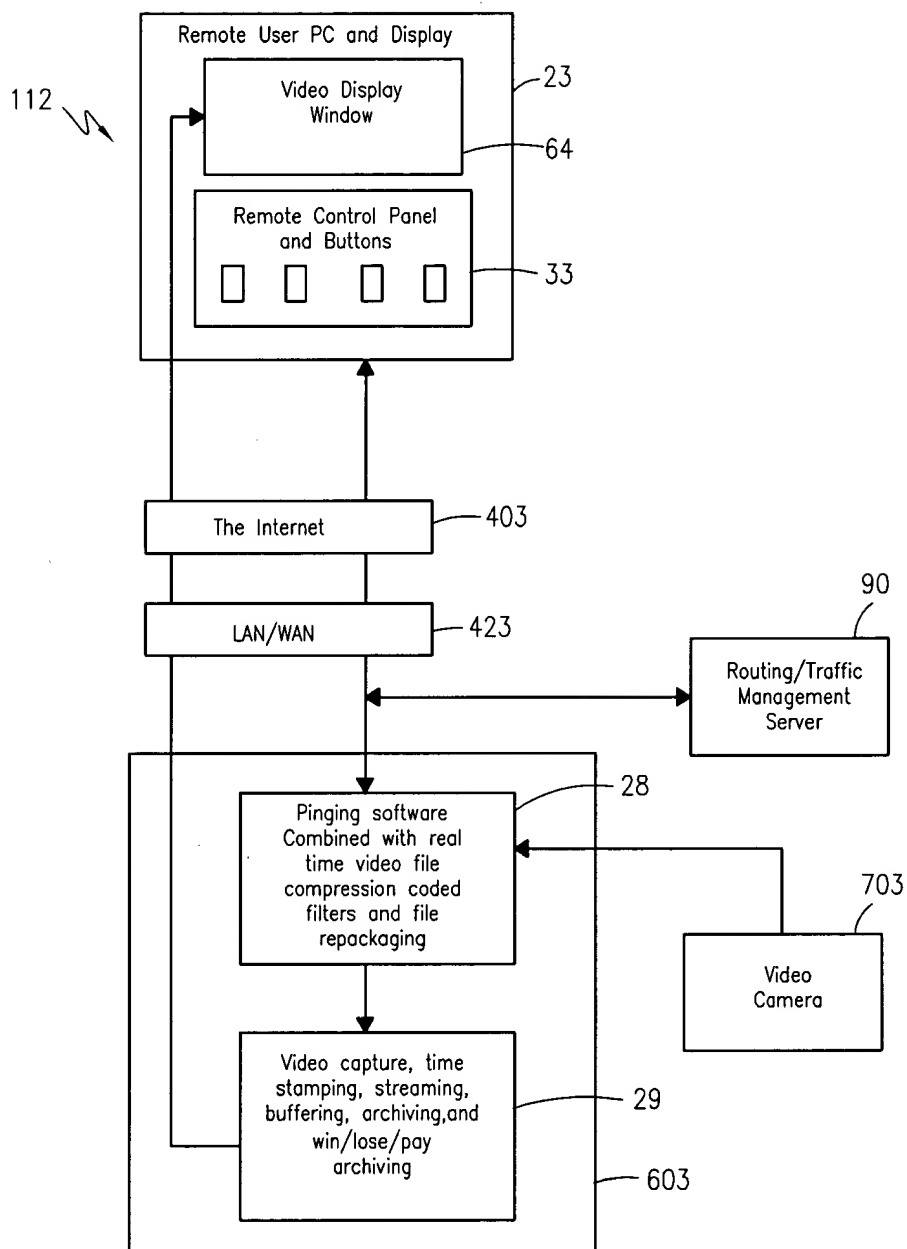 Remote User PC and Display
23
112
Video Display
Window
64
Remote Control Panel
and Buttons
33
The Internet
403
LAN/WAN
423
90
Routing/Traffic
Management
Server
28
Pinging software
Combined with real
time video file
compression coded
filters and file
repackaging
703
Video
Camera
Video capture, time
stamping, streaming,
buffering, archiving,and
win/lose/pay
archiving
29
603